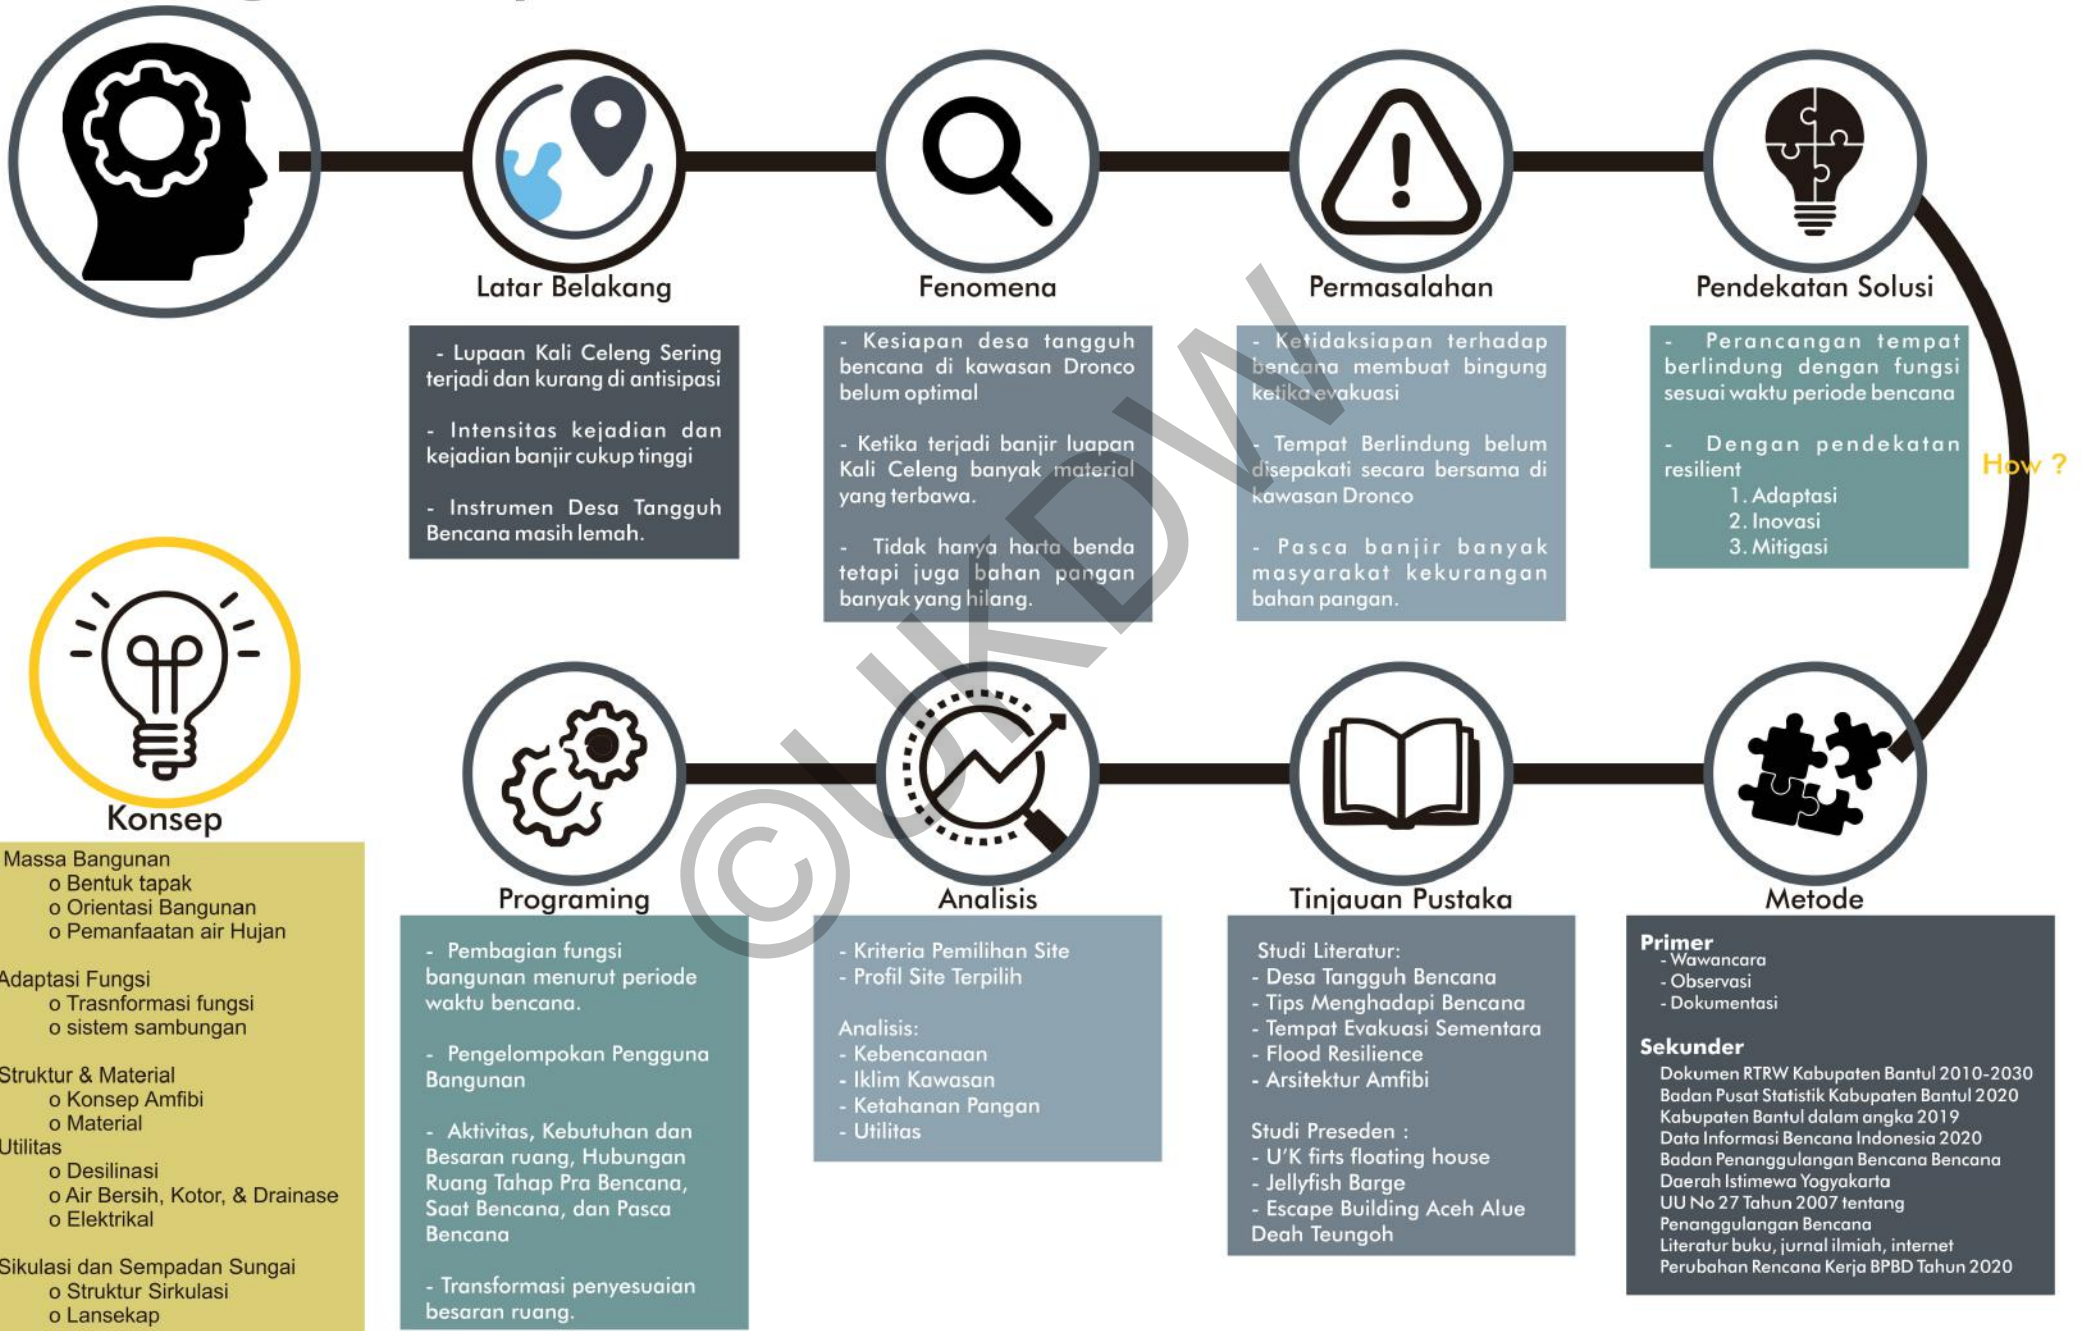 Latar Belakang
- Lupaan Kali Celeng Sering
terjadi dan kurang di antisipasi
- Intensitas kejadian dan
kejadian banjir cukup tinggi
- Instrumen Desa Tangguh
Bencana masih lemah.
Fenomena
- Kesiapan desa tangguh
bencana di kawasan Dronco
belum optimal
- Ketika terjadi banjir luapan
Kali Celeng banyak material
yang terbawa.
- Tidak hanya harta benda
tetapi juga bahan pangan
banyak yang hilang.
Permasalahan
- Ketidaksiapan terhadap
bencana membuat bingung
ketika evakuasi
- Tempat Berlindung belum
disepakati secara bersama di
kawasan Dronco
- Pasca banjir banyak
masyarakat kekurangan
bahan pangan.
Pendekatan Solusi
- Perancangan tempat
berlindung dengan fungsi
sesuai waktu periode bencana
- Dengan pendekatan
resilient
1. Adaptasi
2. Inovasi
3. Mitigasi
How ?
Metode
Primer
- Wawancara
- Observasi
- Dokumentasi
Sekunder
Dokumen RTRW Kabupaten Bantul 2010-2030
Badan Pusat Statistik Kabupaten Bantul 2020
Kabupaten Bantul dalam angka 2019
Data Informasi Bencana Indonesia 2020
Badan Penanggulangan Bencana Bencana
Daerah Istimewa Yogyakarta
UU No 27 Tahun 2007 tentang
Penanggulangan Bencana
Literatur buku, jurnal ilmiah, internet
Perubahan Rencana Kerja BPBD Tahun 2020
Tinjauan Pustaka
Studi Literatur:
- Desa Tangguh Bencana
- Tips Menghadapi Bencana
- Tempat Evakuasi Sementara
- Flood Resilience
- Arsitektur Amfibi
Studi Preseden :
- U'K firts floating house
- Jellyfish Barge
- Escape Building Aceh Alue
Deah Teungoh
Analisis
- Kriteria Pemilihan Site
- Profil Site Terpilih
Analisis:
- Kebencanaan
- Iklim Kawasan
- Ketahanan Pangan
- Utilitas
Programing
- Pembagian fungsi
bangunan menurut periode
waktu bencana.
- Pengelompokan Pengguna
Bangunan
- Aktivitas, Kebutuhan dan
Besaran ruang, Hubungan
Ruang Tahap Pra Bencana,
Saat Bencana, dan Pasca
Bencana
- Transformasi penyesuaian
besaran ruang.
Konsep
Massa Bangunan
o Bentuk tapak
o Orientasi Bangunan
o Pemanfaatan air Hujan
Adaptasi Fungsi
o Trasnformasi fungsi
o sistem sambungan
Struktur & Material
o Konsep Amfibi
o Material
Utilitas
o Desilinasi
o Air Bersih, Kotor, & Drainase
o Elektrikal
Sikulasi dan Sempadan Sungai
o Struktur Sirkulasi
o Lansekap
©UKDW